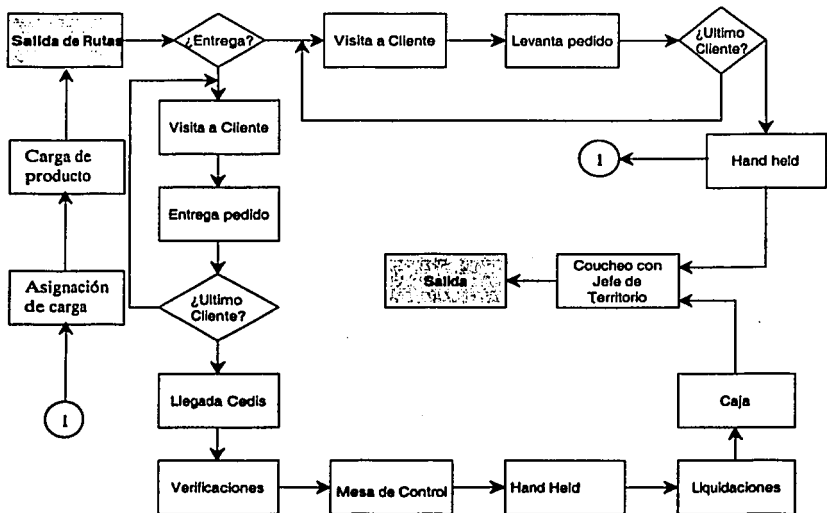 Salida de Rutas
¿Entrega?
Visita a Cliente
Levanta pedido
¿Ultimo
Cliente?
Visita a Cliente
Carga de
producto
1
Hand held
Entrega pedido
Asignación
de carga
¿Ultimo
Cliente?
Salida
Coucheo con
Jefe de
Territorio
1
Llegada Cedis
Caja
Verificaciones
Mesa de Control
Hand Held
Liquidaciones